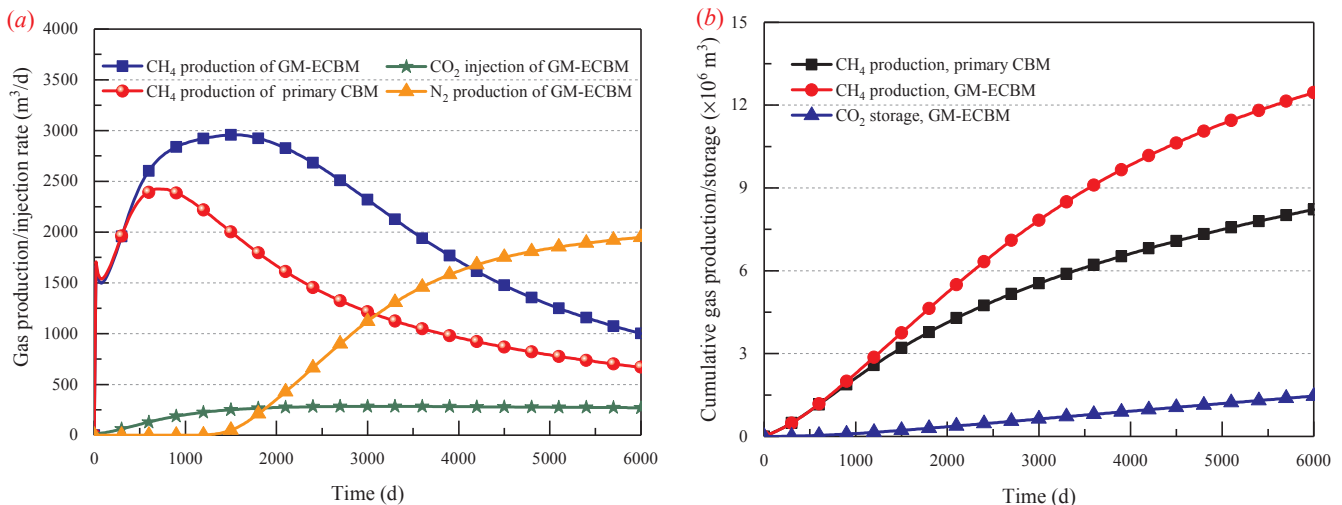 (a)
Gas production/injection rate (m³/d)
4000
3500
3000
2500
2000
1500
1000
500
0
CH₄ production of GM-ECBM
CO₂ injection of GM-ECBM
CH₄ production of primary CBM
N₂ production of GM-ECBM
0 1000 2000 3000 4000 5000 6000
Time (d)
(b)
Cumulative gas production/storage (×10⁶ m³)
15
12
9
6
3
0
CH₄ production, primary CBM
CH₄ production, GM-ECBM
CO₂ storage, GM-ECBM
0 1000 2000 3000 4000 5000 6000
Time (d)